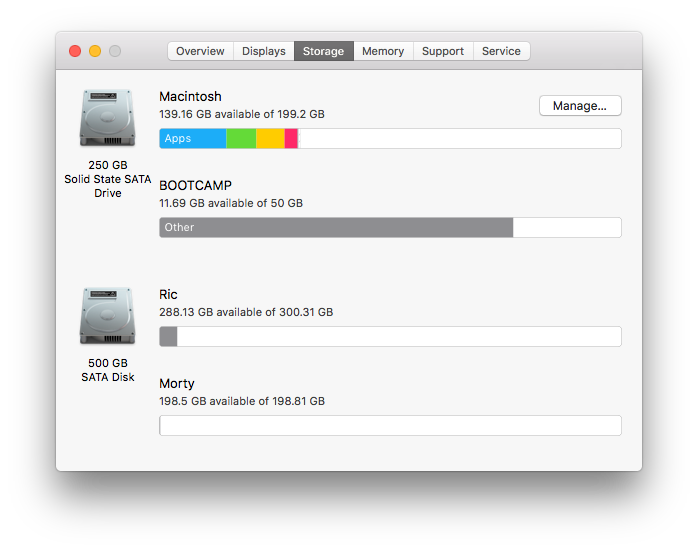 Overview Displays Storage Memory Support Service
Macintosh
139.16 GB available of 199.2 GB
Manage...
Apps
250 GB
Solid State SATA
Drive
BOOTCAMP
11.69 GB available of 50 GB
Other
Ric
288.13 GB available of 300.31 GB
500 GB
SATA Disk
Morty
198.5 GB available of 198.81 GB